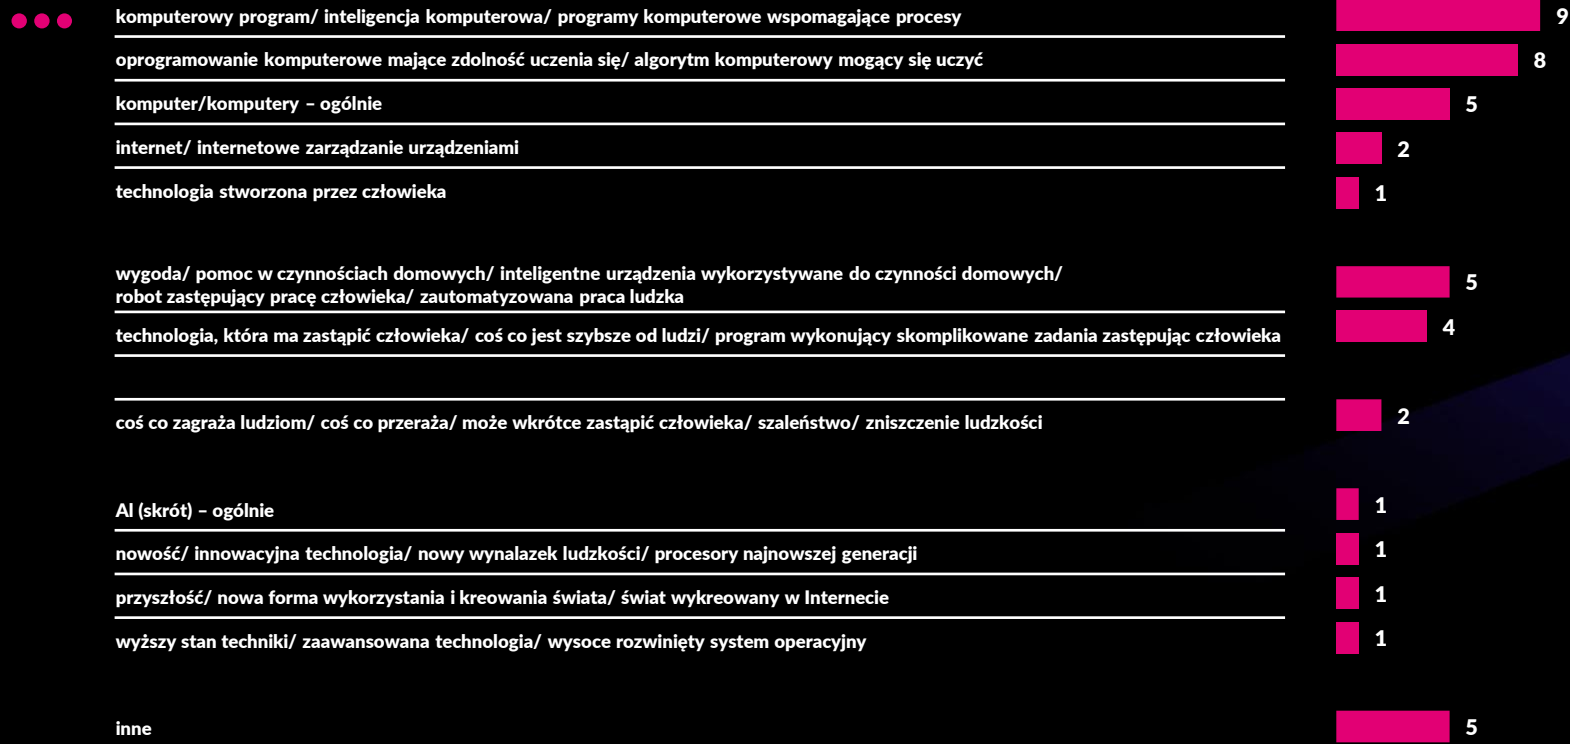 komputerowy program/ inteligencja komputerowa/ programy komputerowe wspomagające procesy 9
oprogramowanie komputerowe mające zdolność uczenia się/ algorytm komputerowy mogący się uczyć 8
komputer/komputery – ogólnie 5
internet/ internetowe zarządzanie urządzeniami 2
technologia stworzona przez człowieka 1
wygoda/ pomoc w czynnościach domowych/ inteligentne urządzenia wykorzystywane do czynności domowych/
robot zastępujący pracę człowieka/ zautomatyzowana praca ludzka 5
technologia, która ma zastąpić człowieka/ coś co jest szybsze od ludzi/ program wykonujący skomplikowane zadania zastępując człowieka 4
coś co zagraża ludziom/ coś co przeraża/ może wkrótce zastąpić człowieka/ szaleństwo/ zniszczenie ludzkości 2
AI (skrót) – ogólnie 1
nowość/ innowacyjna technologia/ nowy wynalazek ludzkości/ procesory najnowszej generacji 1
przyszłość/ nowa forma wykorzystania i kreowania świata/ świat wykreowany w Internecie 1
wyższy stan techniki/ zaawansowana technologia/ wysoce rozwinięty system operacyjny 1
inne 5